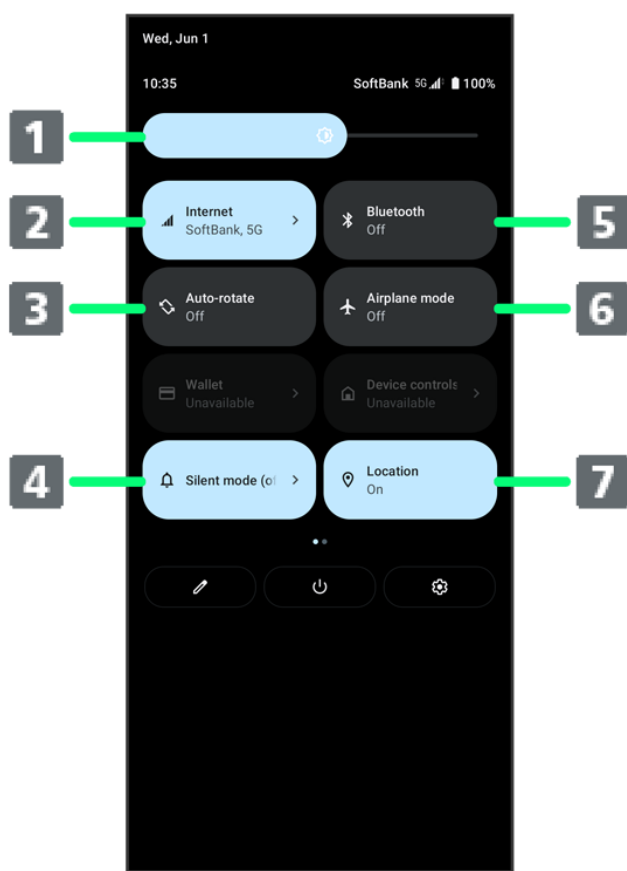 Wed, Jun 1
10:35 SoftBank 5G 100%
1
2
Internet
SoftBank, 5G
Bluetooth
Off
5
3
Auto-rotate
Off
Airplane mode
Off
6
Wallet
Unavailable
Device controls
Unavailable
4
Silent mode (of
Location
On
7